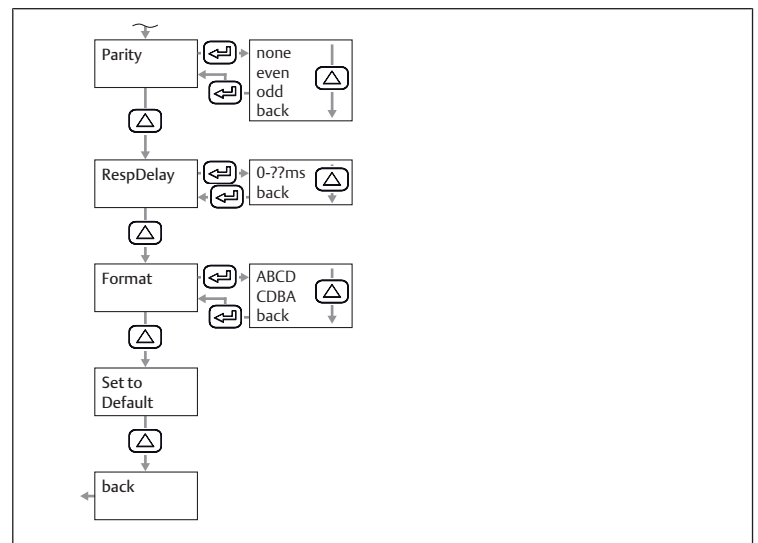 Parity
none
even
odd
back
RespDelay
0-??ms
back
Format
ABCD
CDBA
back
Set to
Default
back